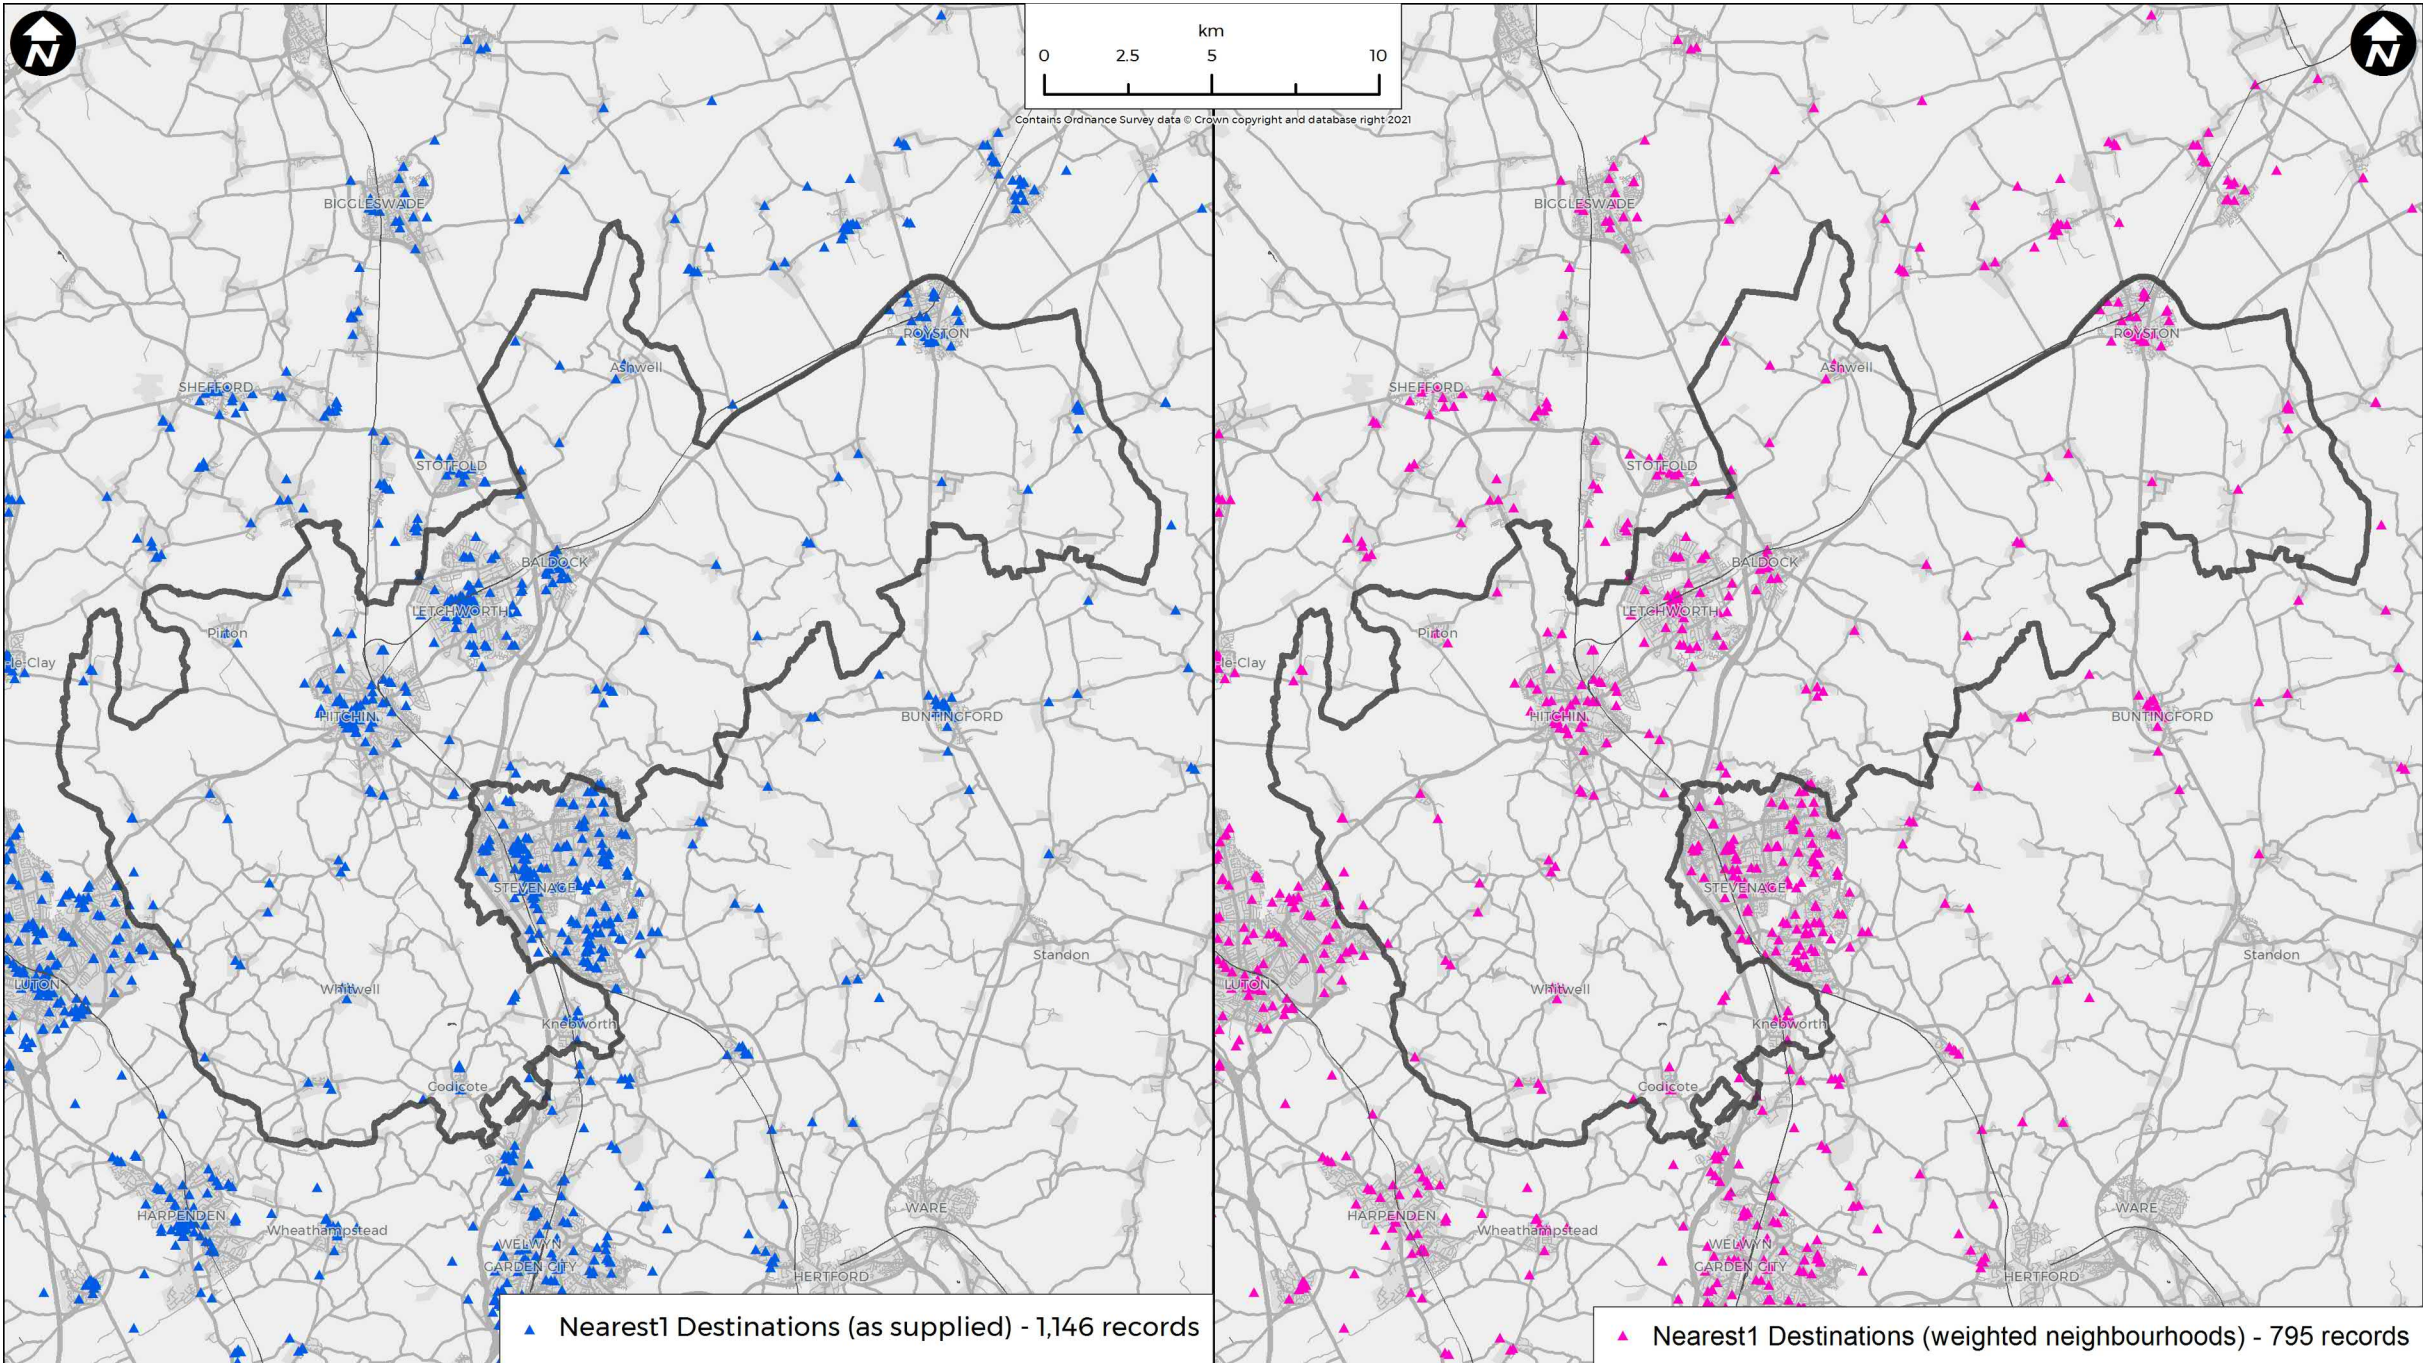 N
km
0 2.5 5 10
Contains Ordnance Survey data © Crown copyright and database right 2021
N
BIGGLESWADE
ROYSTON
Ashwell
SHEFFORD
STOTFOLD
BALDOCK
LETCHWORTH
Pirton
-le-Clay
HITCHIN
BUNTINGFORD
STEVENAGE
Standon
LUTON
Whitwell
Knebworth
Codicote
WARE
HARPENDEN
Wheathampstead
WELWYN
GARDEN CITY
HERTFORD
Nearest1 Destinations (as supplied) - 1,146 records
BIGGLESWADE
ROYSTON
Ashwell
SHEFFORD
STOTFOLD
BALDOCK
LETCHWORTH
Pirton
-le-Clay
HITCHIN
BUNTINGFORD
STEVENAGE
Standon
LUTON
Whitwell
Knebworth
Codicote
WARE
HARPENDEN
Wheathampstead
WELWYN
GARDEN CITY
HERTFORD
Nearest1 Destinations (weighted neighbourhoods) - 795 records